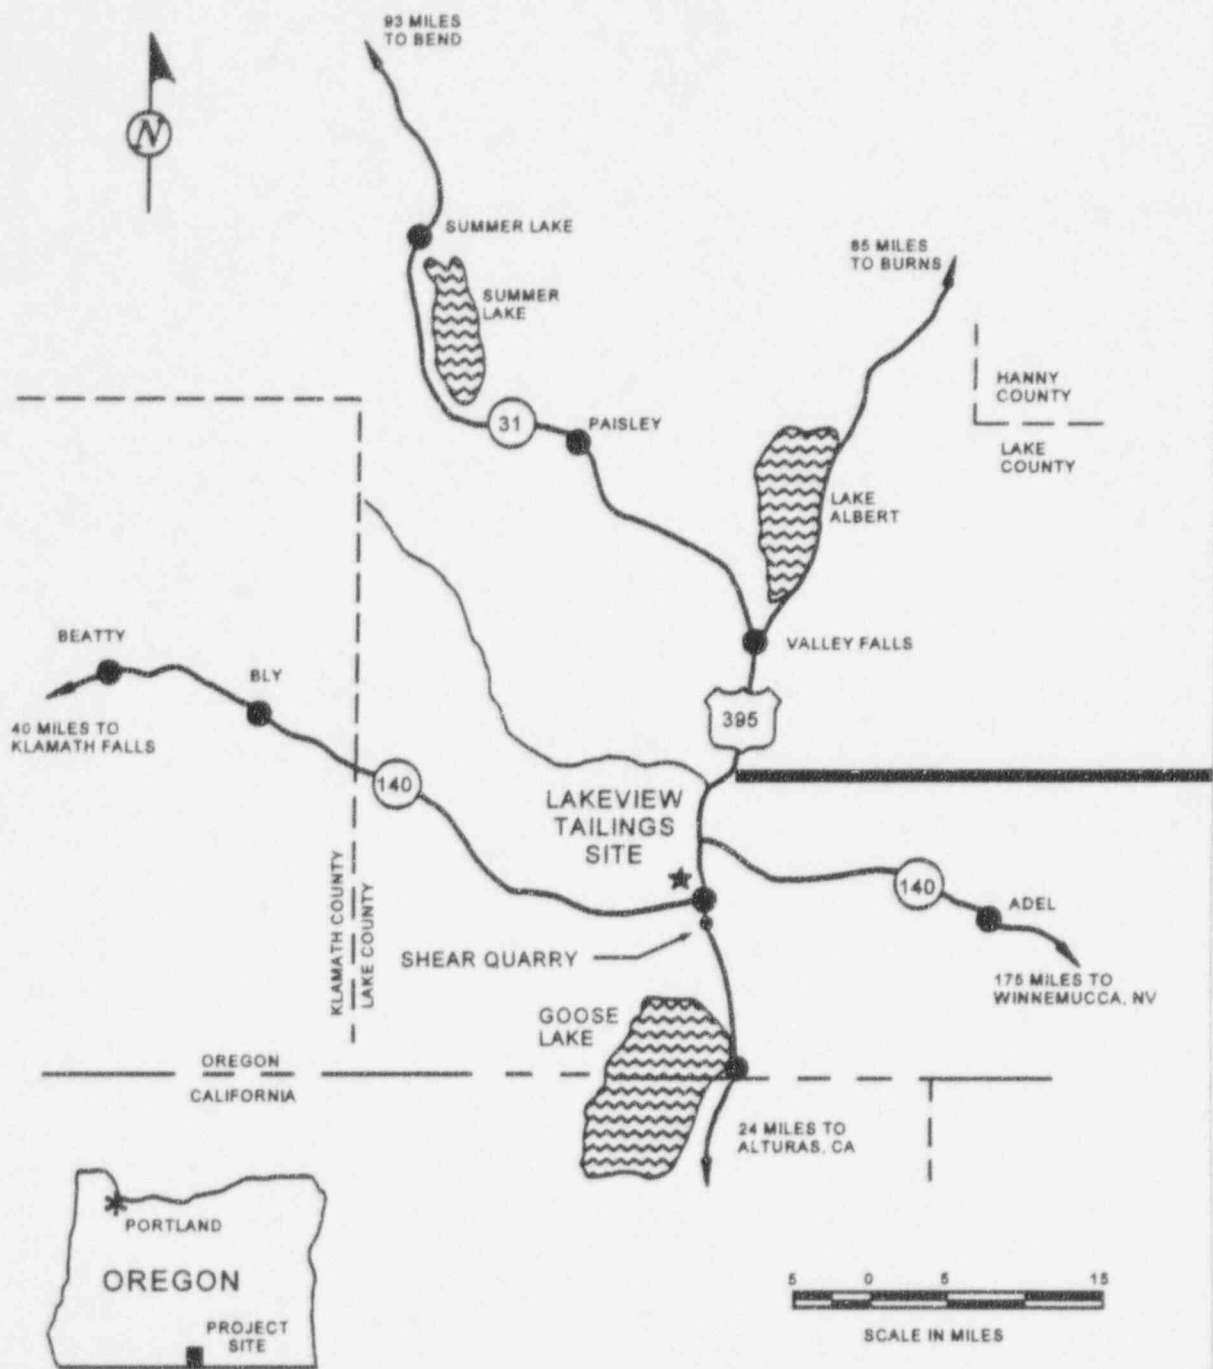 93 MILES
TO BEND
N
SUMMER LAKE
85 MILES
TO BURNS
SUMMER
LAKE
HANNY
COUNTY
31
PAISLEY
LAKE
COUNTY
LAKE
ALBERT
BEATTY
BLY
VALLEY FALLS
40 MILES TO
KLAMATH FALLS
395
140
LAKEVIEW
TAILINGS
SITE
140
ADEL
KLAMATH COUNTY
LAKE COUNTY
SHEAR QUARRY
175 MILES TO
WINNEMUCCA, NV
GOOSE
LAKE
OREGON
CALIFORNIA
24 MILES TO
ALTURAS, CA
PORTLAND
OREGON
PROJECT
SITE
5 0 5 15
SCALE IN MILES